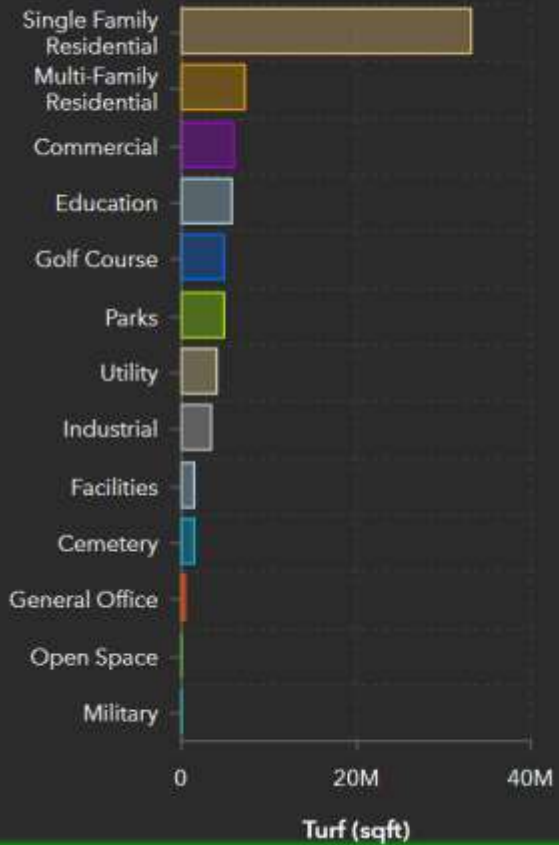 Single Family
Residential
Multi-Family
Residential
Commercial
Education
Golf Course
Parks
Utility
Industrial
Facilities
Cemetery
General Office
Open Space
Military
0 20M 40M
Turf (sqft)